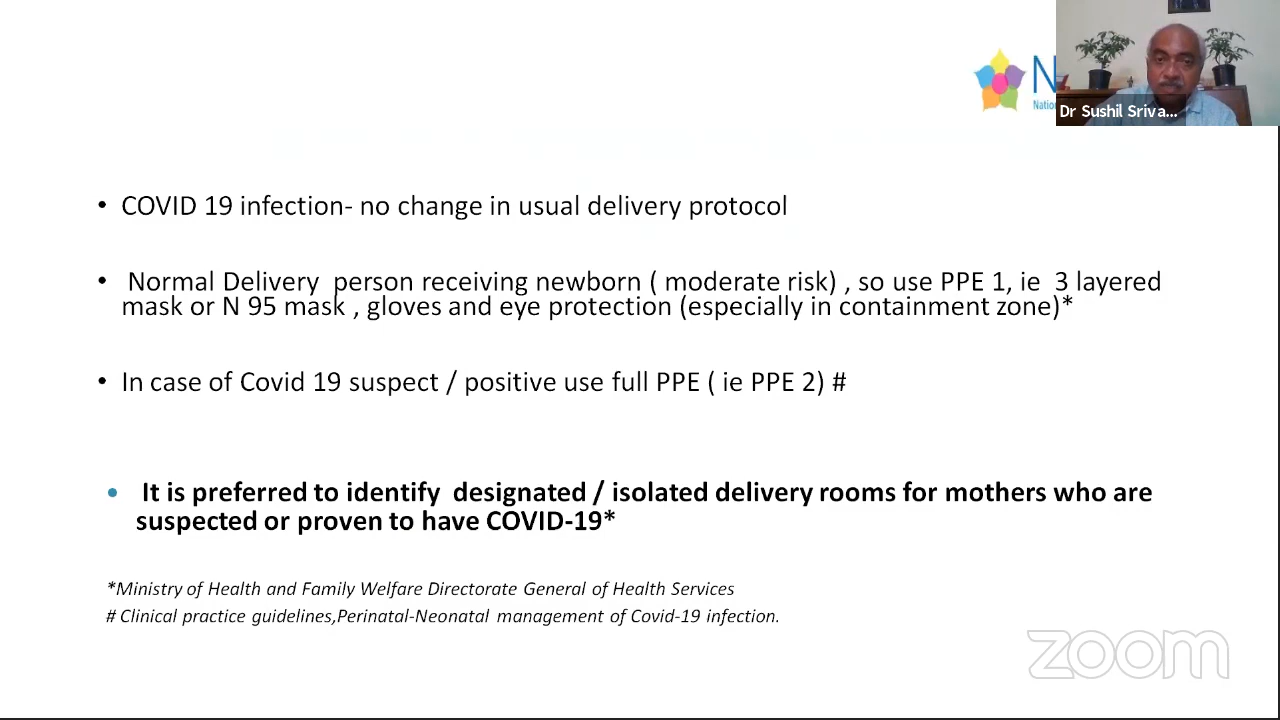 N
Nation
Dr Sushil Sriva...
• COVID 19 infection- no change in usual delivery protocol
• Normal Delivery person receiving newborn ( moderate risk) , so use PPE 1, ie 3 layered
mask or N 95 mask , gloves and eye protection (especially in containment zone)*
• In case of Covid 19 suspect / positive use full PPE ( ie PPE 2) #
• It is preferred to identify designated / isolated delivery rooms for mothers who are
suspected or proven to have COVID-19*
*Ministry of Health and Family Welfare Directorate General of Health Services
# Clinical practice guidelines,Perinatal-Neonatal management of Covid-19 infection.
zoom